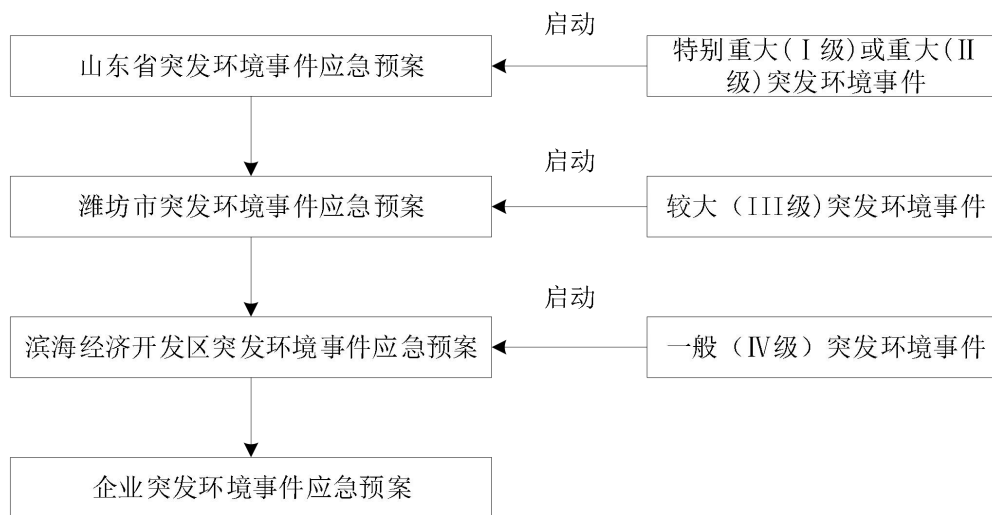 启动
山东省突发环境事件应急预案
特别重大(Ⅰ级)或重大(Ⅱ
级)突发环境事件
启动
潍坊市突发环境事件应急预案
较大（III级)突发环境事件
启动
滨海经济开发区突发环境事件应急预案
一般（Ⅳ级）突发环境事件
企业突发环境事件应急预案